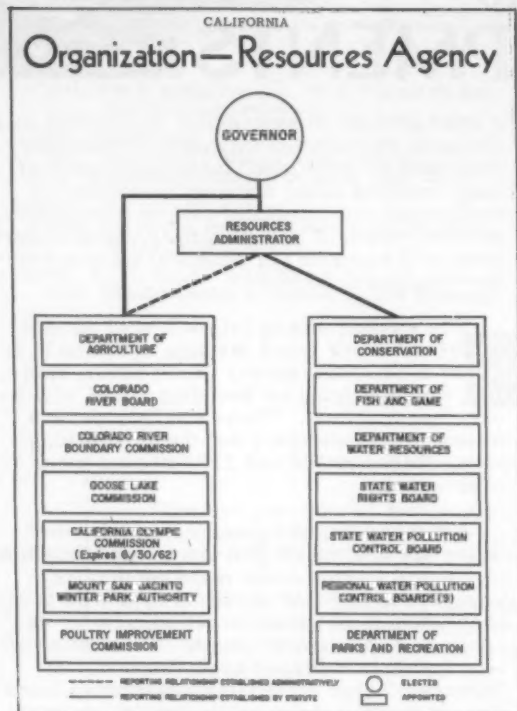 CALIFORNIA
Organization—Resources Agency
GOVERNOR
RESOURCES
ADMINISTRATOR
DEPARTMENT OF
AGRICULTURE
COLORADO
RIVER BOARD
COLORADO RIVER
BOUNDARY COMMISSION
GOOSE LAKE
COMMISSION
CALIFORNIA OLYMPIC
COMMISSION
(Expires 6/30/62)
MOUNT SAN JACINTO
WINTER PARK AUTHORITY
POULTRY IMPROVEMENT
COMMISSION
DEPARTMENT OF
CONSERVATION
DEPARTMENT OF
FISH AND GAME
DEPARTMENT OF
WATER RESOURCES
STATE WATER
RIGHTS BOARD
STATE WATER POLLUTION
CONTROL BOARD
REGIONAL WATER POLLUTION
CONTROL BOARDS (9)
DEPARTMENT OF
PARKS AND RECREATION
REPORTING RELATIONSHIP ESTABLISHED ADMINISTRATIVELY
REPORTING RELATIONSHIP ESTABLISHED BY STATUTE
ELECTED
APPOINTED